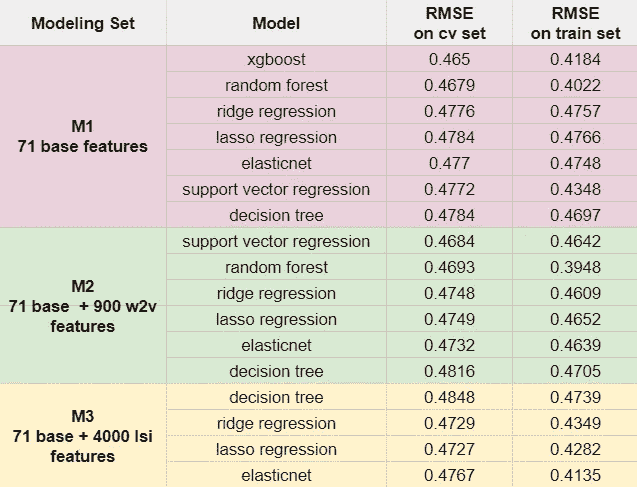 Modeling Set Model RMSE on cv set RMSE on train set
M1
71 base features
xgboost 0.465 0.4184
random forest 0.4679 0.4022
ridge regression 0.4776 0.4757
lasso regression 0.4784 0.4766
elasticnet 0.477 0.4748
support vector regression 0.4772 0.4348
decision tree 0.4784 0.4697
M2
71 base + 900 w2v
features
support vector regression 0.4684 0.4642
random forest 0.4693 0.3948
ridge regression 0.4748 0.4609
lasso regression 0.4749 0.4652
elasticnet 0.4732 0.4639
decision tree 0.4816 0.4705
M3
71 base + 4000 lsi
features
decision tree 0.4848 0.4739
ridge regression 0.4729 0.4349
lasso regression 0.4727 0.4282
elasticnet 0.4767 0.4135